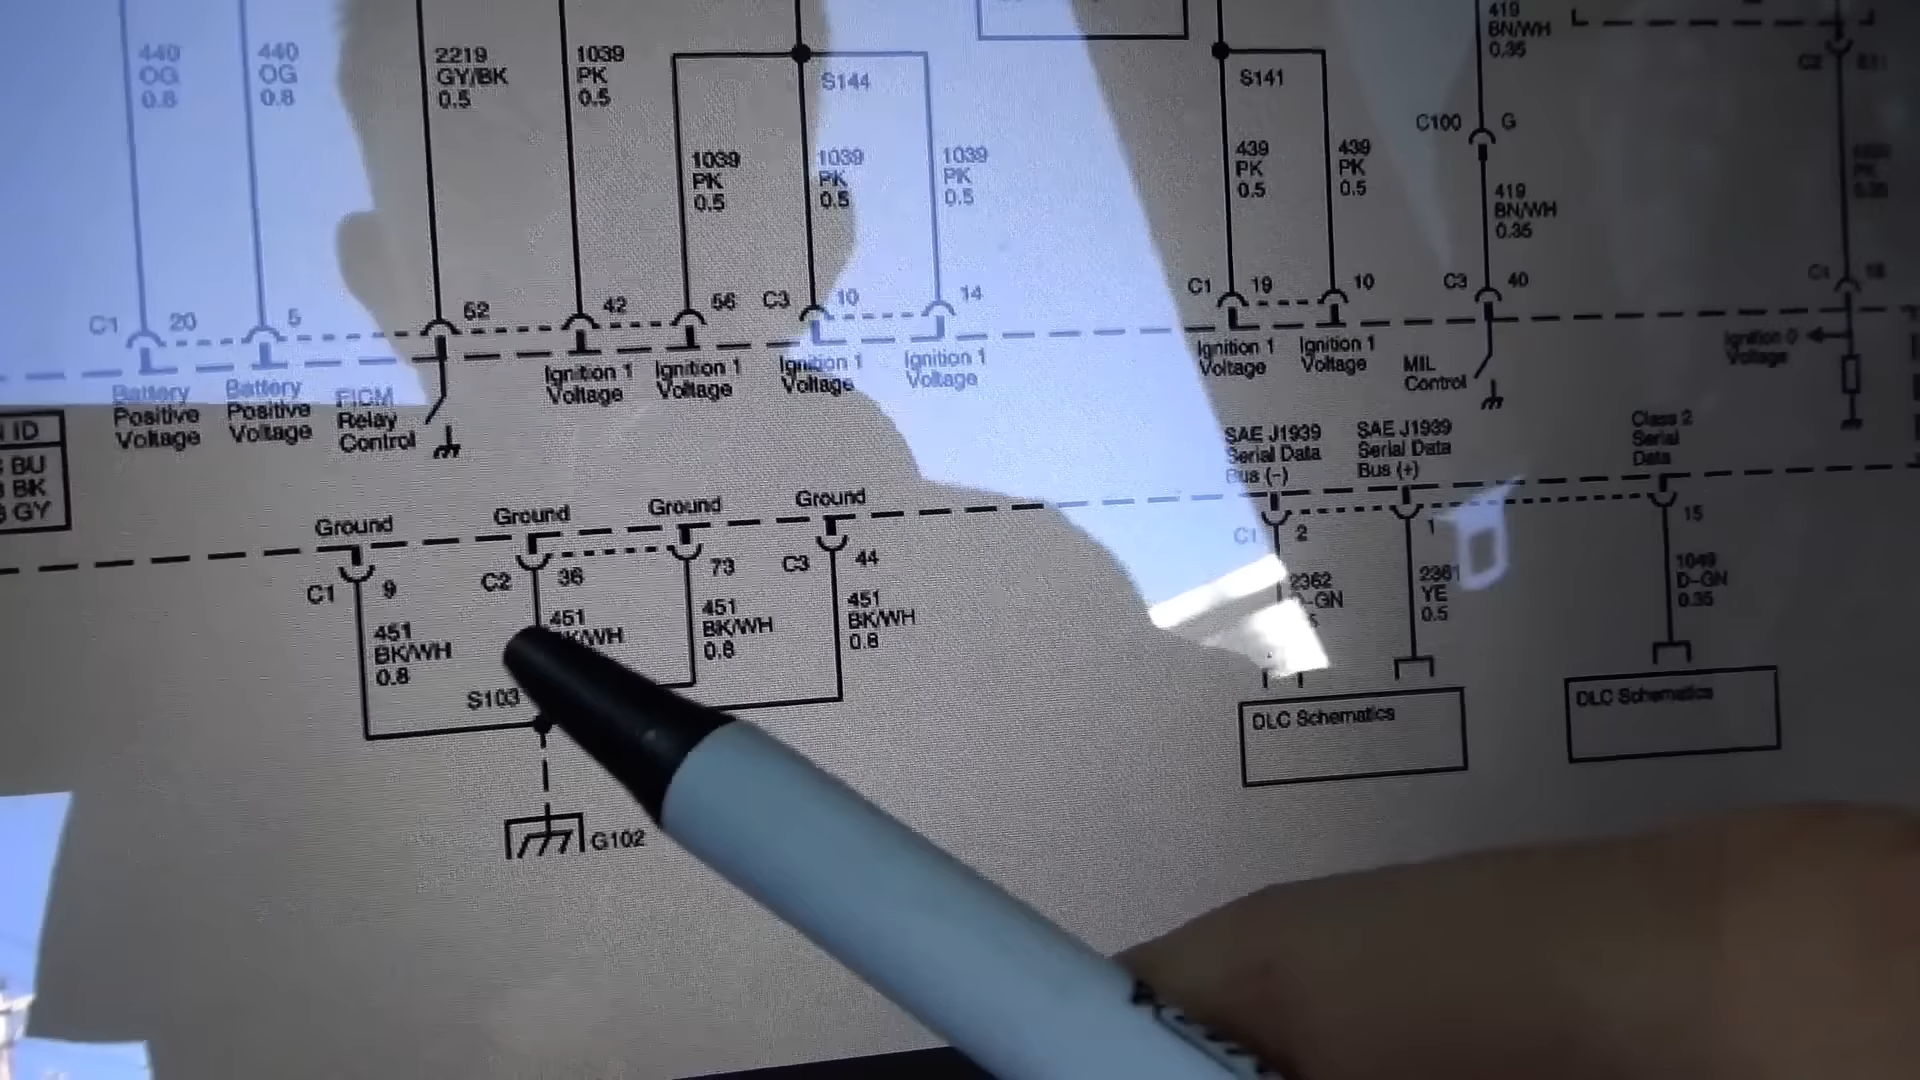 440
OG
0.8
440
OG
0.8
2219
GY/BK
0.5
1039
PK
0.5
S144
S141
419
BN/WH
0.35
C2
C100
G
1039
PK
0.5
1039
PK
0.5
1039
PK
0.5
439
PK
0.5
439
PK
0.5
419
BN/WH
0.35
C1
20
5
52
42
56
C3
10
14
C1
19
10
C3
40
C1
Battery
Positive
Voltage
Battery
Positive
Voltage
FICM
Relay
Control
Ignition 1
Voltage
Ignition 1
Voltage
Ignition 1
Voltage
Ignition 1
Voltage
Ignition 1
Voltage
Ignition 1
Voltage
MIL
Control
Ignition 0
Voltage
ID
BU
BK
GY
SAE J1939
Serial Data
Bus (-)
SAE J1939
Serial Data
Bus (+)
Class 2
Serial
Data
Ground
Ground
Ground
Ground
C1
9
C2
36
73
C3
44
C1
2
1
15
451
BK/WH
0.8
451
BK/WH
451
BK/WH
0.8
451
BK/WH
0.8
2362
D-GN
2361
YE
0.5
1049
D-GN
0.35
S103
G102
DLC Schematics
DLC Schematics